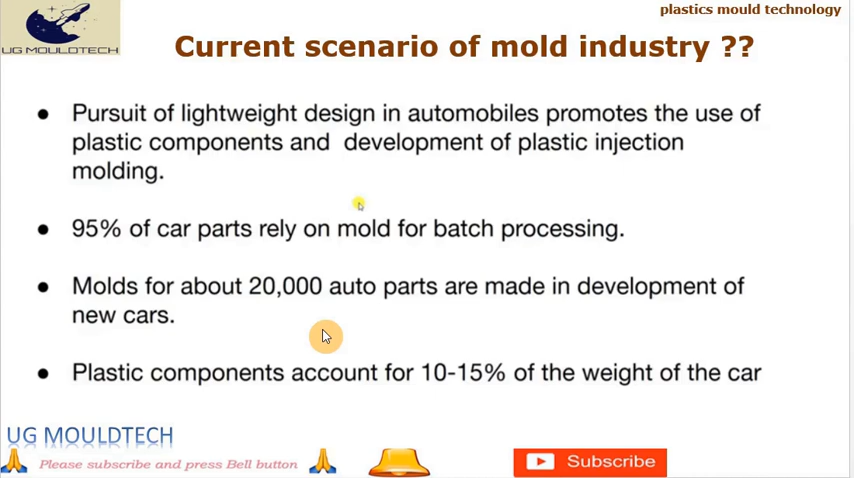 plastics mould technology
UG MOULDTECH
Current scenario of mold industry ??
● Pursuit of lightweight design in automobiles promotes the use of
plastic components and development of plastic injection
molding.
● 95% of car parts rely on mold for batch processing.
● Molds for about 20,000 auto parts are made in development of
new cars.
● Plastic components account for 10-15% of the weight of the car
UG MOULDTECH
Please subscribe and press Bell button
Subscribe